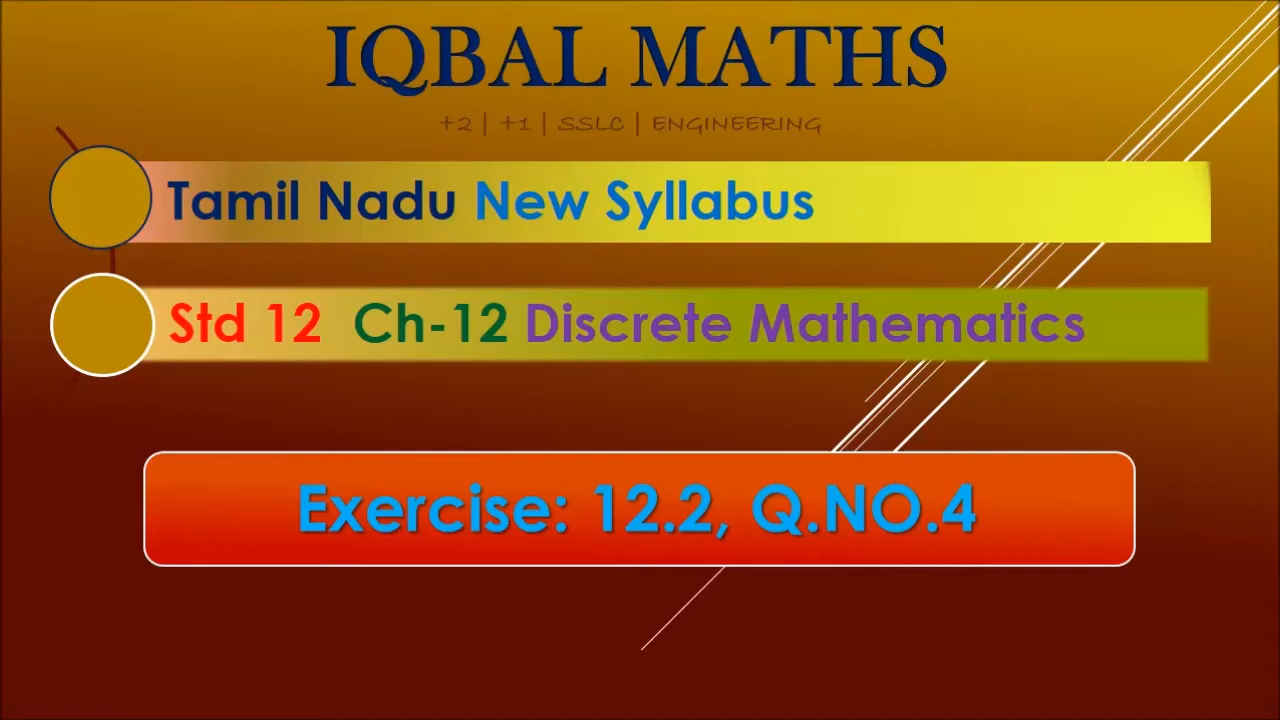 IQBAL MATHS
+2 | +1 | SSLC | ENGINEERING
Tamil Nadu New Syllabus
Std 12 Ch-12 Discrete Mathematics
Exercise: 12.2, Q.NO.4